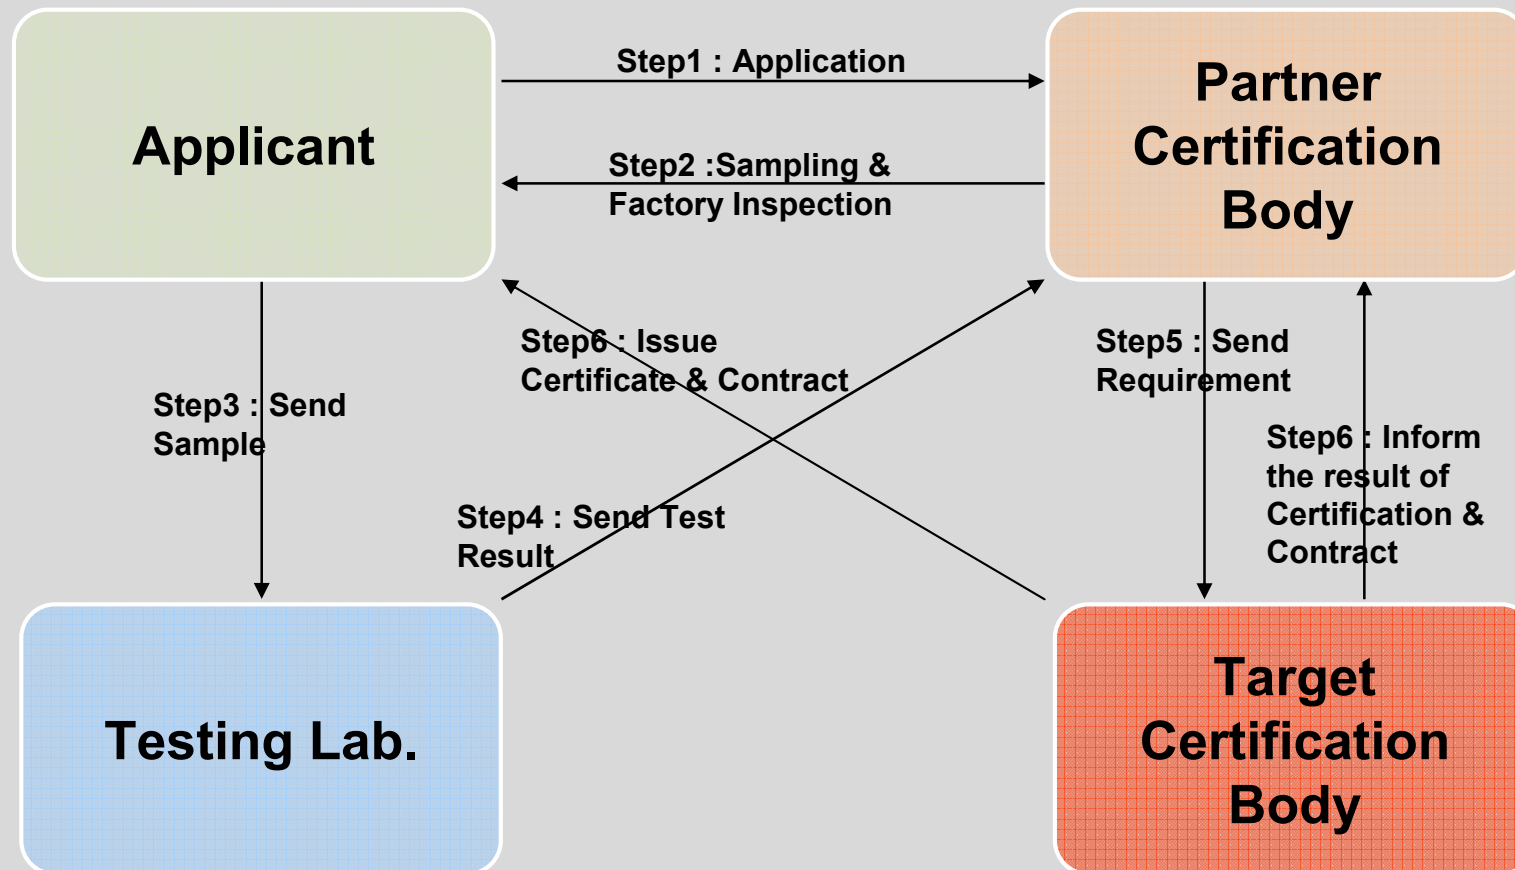 Applicant
Step1 : Application
Partner
Certification
Body
Step2 :Sampling &
Factory Inspection
Step6 : Issue
Certificate & Contract
Step5 : Send
Requirement
Step3 : Send
Sample
Step6 : Inform
the result of
Certification &
Contract
Step4 : Send Test
Result
Testing Lab.
Target
Certification
Body